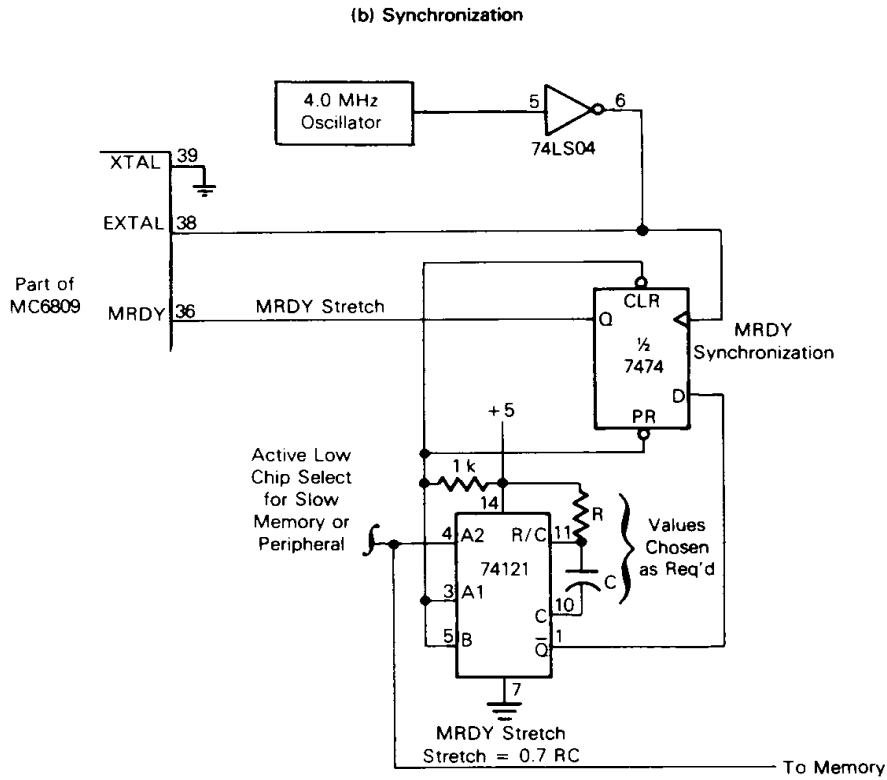 (b) Synchronization
4.0 MHz
Oscillator
5
6
74LS04
XTAL
39
EXTAL
38
Part of
MC6809
MRDY
36
MRDY Stretch
CLR
Q
½
7474
D
PR
MRDY
Synchronization
+5
Active Low
Chip Select
for Slow
Memory or
Peripheral
1 k
14
R
4
A2
R/C
11
74121
C
Values
Chosen
as Req'd
3
A1
C
10
5
B
Q̅
1
7
MRDY Stretch
Stretch = 0.7 RC
To Memory